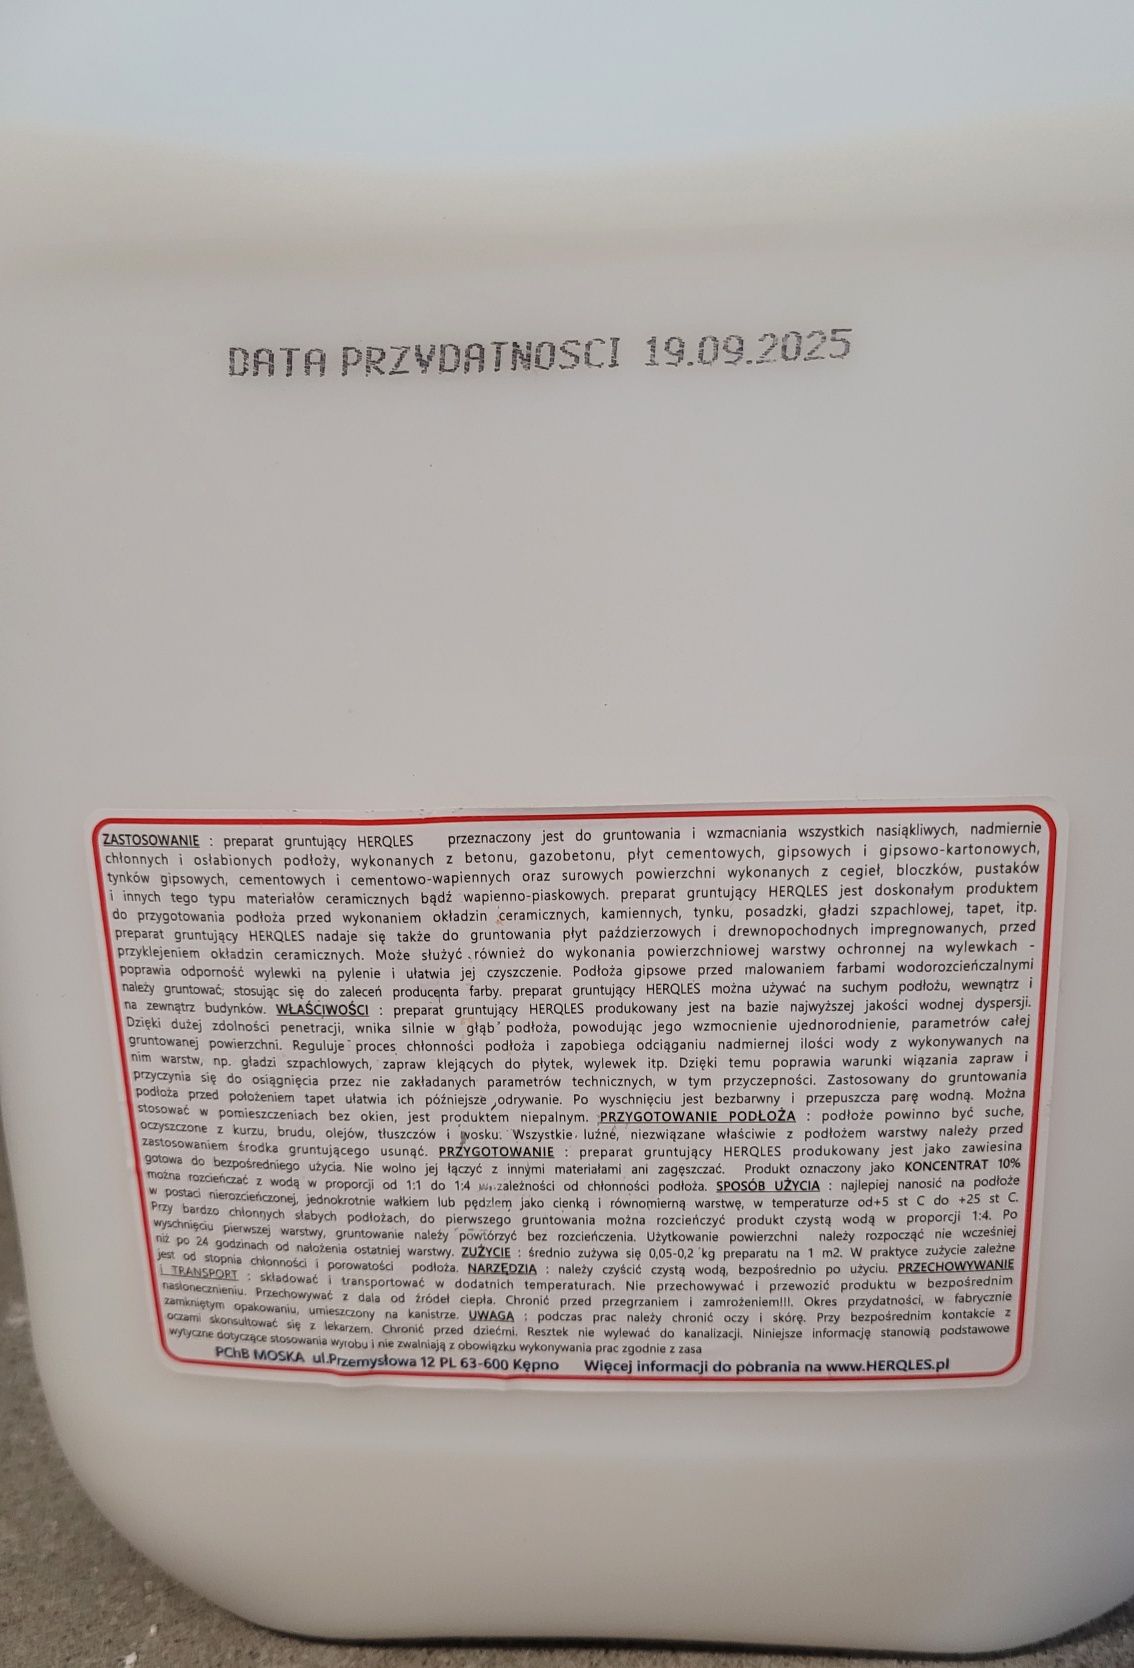 DATA PRZYDATNOSCI 19.09.2025
ZASTOSOWANIE : preparat gruntujący HERQLES przeznaczony jest do gruntowania i wzmacniania wszystkich nasiąkliwych, nadmiernie
chłonnych i osłabionych podłoży, wykonanych z betonu, gazobetonu, płyt cementowych, gipsowych i gipsowo-kartonowych,
tynków gipsowych, cementowych i cementowo-wapiennych oraz surowych powierzchni wykonanych z cegieł, bloczków, pustaków
i innych tego typu materiałów ceramicznych bądź wapienno-piaskowych. preparat gruntujący HERQLES jest doskonałym produktem
do przygotowania podłoża przed wykonaniem okładzin ceramicznych, kamiennych, tynku, posadzki, gładzi szpachlowej, tapet, itp.
preparat gruntujący HERQLES nadaje się także do gruntowania płyt paździerzowych i drewnopochodnych impregnowanych, przed
przyklejeniem okładzin ceramicznych. Może służyć również do wykonania powierzchniowej warstwy ochronnej na wylewkach -
poprawia odporność wylewki na pylenie i ułatwia jej czyszczenie. Podłoża gipsowe przed malowaniem farbami wodorozcieńczalnymi
należy gruntować, stosując się do zaleceń producenta farby. preparat gruntujący HERQLES można używać na suchym podłożu, wewnątrz i
na zewnątrz budynków. WŁAŚCIWOŚCI : preparat gruntujący HERQLES produkowany jest na bazie najwyższej jakości wodnej dyspersji.
Dzięki dużej zdolności penetracji, wnika silnie w głąb podłoża, powodując jego wzmocnienie ujednorodnienie, parametrów całej
gruntowanej powierzchni. Reguluje proces chłonności podłoża i zapobiega odciąganiu nadmiernej ilości wody z wykonywanych na
nim warstw, np. gładzi szpachlowych, zapraw klejących do płytek, wylewek itp. Dzięki temu poprawia warunki wiązania zapraw i
przyczynia się do osiągnięcia przez nie zakładanych parametrów technicznych, w tym przyczepności. Zastosowany do gruntowania
podłoża przed położeniem tapet ułatwia ich późniejsze odrywanie. Po wyschnięciu jest bezbarwny i przepuszcza parę wodną. Można
stosować w pomieszczeniach bez okien, jest produktem niepalnym. PRZYGOTOWANIE PODŁOŻA : podłoże powinno być suche,
oczyszczone z kurzu, brudu, olejów, tłuszczów i wosku. Wszystkie luźne, niezwiązane właściwie z podłożem warstwy należy przed
zastosowaniem środka gruntującego usunąć. PRZYGOTOWANIE : preparat gruntujący HERQLES produkowany jest jako zawiesina
gotowa do bezpośredniego użycia. Nie wolno jej łączyć z innymi materiałami ani zagęszczać. Produkt oznaczony jako KONCENTRAT 10%
można rozcieńczać z wodą w proporcji od 1:1 do 1:4 zależności od chłonności podłoża. SPOSÓB UŻYCIA : najlepiej nanosić na podłoże
w postaci nierozcieńczonej, jednokrotnie wałkiem lub pędzlem jako cienką i równomierną warstwę, w temperaturze od+5 st C do +25 st C.
Przy bardzo chłonnych słabych podłożach, do pierwszego gruntowania można rozcieńczyć produkt czystą wodą w proporcji 1:4. Po
wyschnięciu pierwszej warstwy, gruntowanie należy powtórzyć bez rozcieńczenia. Użytkowanie powierzchni należy rozpocząć nie wcześniej
niż po 24 godzinach od nałożenia ostatniej warstwy. ZUŻYCIE : średnio zużywa się 0,05-0,2 kg preparatu na 1 m2. W praktyce zużycie zależne
jest od stopnia chłonności i porowatości podłoża. NARZĘDZIA : należy czyścić czystą wodą, bezpośrednio po użyciu. PRZECHOWYWANIE
I TRANSPORT : składować i transportować w dodatnich temperaturach. Nie przechowywać i przewozić produktu w bezpośrednim
nasłonecznieniu. Przechowywać z dala od źródeł ciepła. Chronić przed przegrzaniem i zamrożeniem!!!. Okres przydatności, w fabrycznie
zamkniętym opakowaniu, umieszczony na kanistrze. UWAGA : podczas prac należy chronić oczy i skórę. Przy bezpośrednim kontakcie z
oczami skonsultować się z lekarzem. Chronić przed dziećmi. Resztek nie wylewać do kanalizacji. Niniejsze informację stanowią podstawowe
wytyczne dotyczące stosowania wyrobu i nie zwalniają z obowiązku wykonywania prac zgodnie z zasa
PChB MOSKA ul.Przemysłowa 12 PL 63-600 Kępno Więcej informacji do pobrania na www.HERQLES.pl